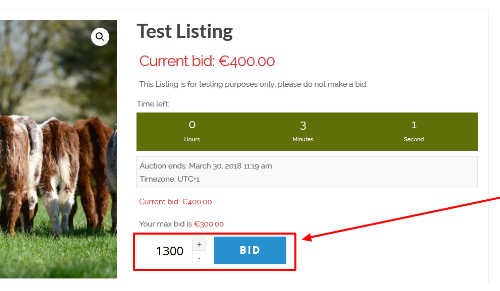 Test Listing
Current bid: €400.00
This Listing is for testing purposes only, please do not make a bid.
Time left:
0 3 1
Hours Minutes Second
Auction ends: March 30, 2018 11:19 am
Timezone: UTC+1
Current bid: €400.00
Your max bid is €300.00
1300 + - BID